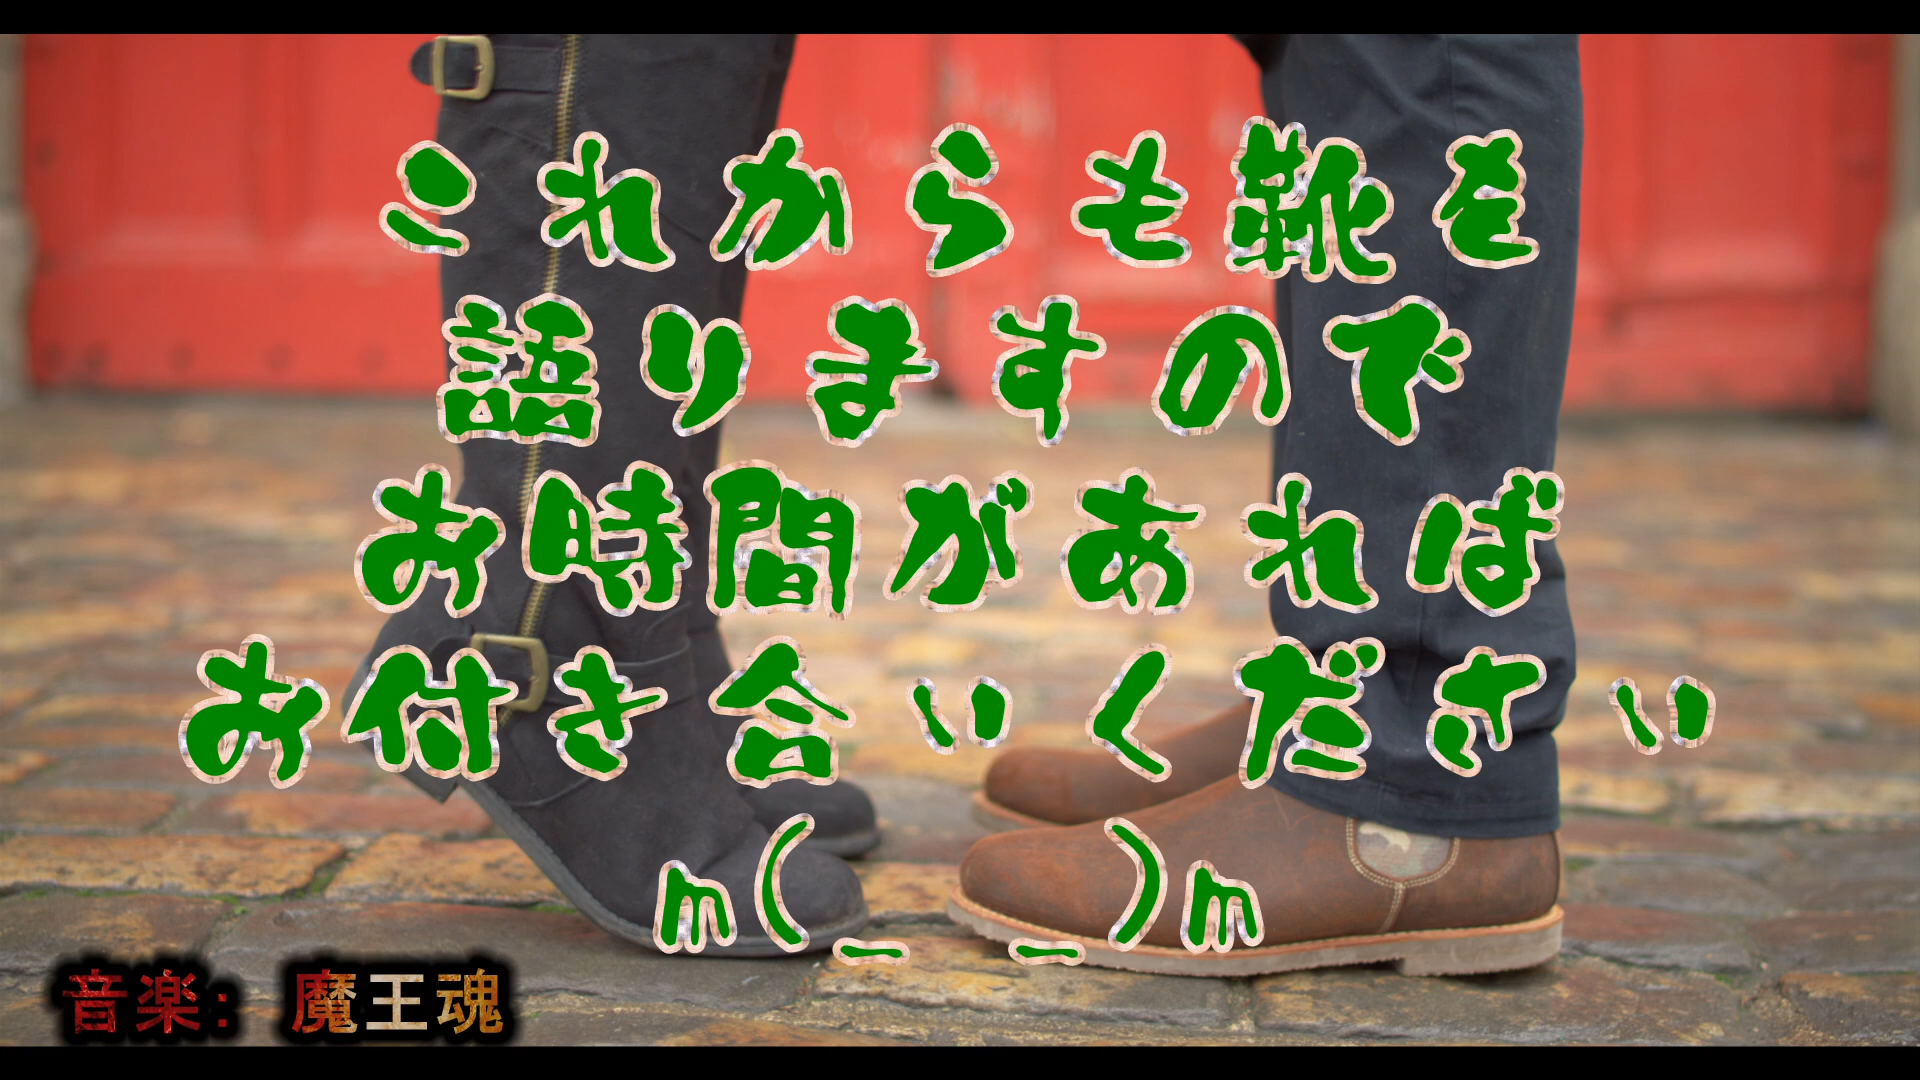 これからも靴を
語りますので
お時間があれば
お付き合いください
m(_ _)m
音楽: 魔王魂